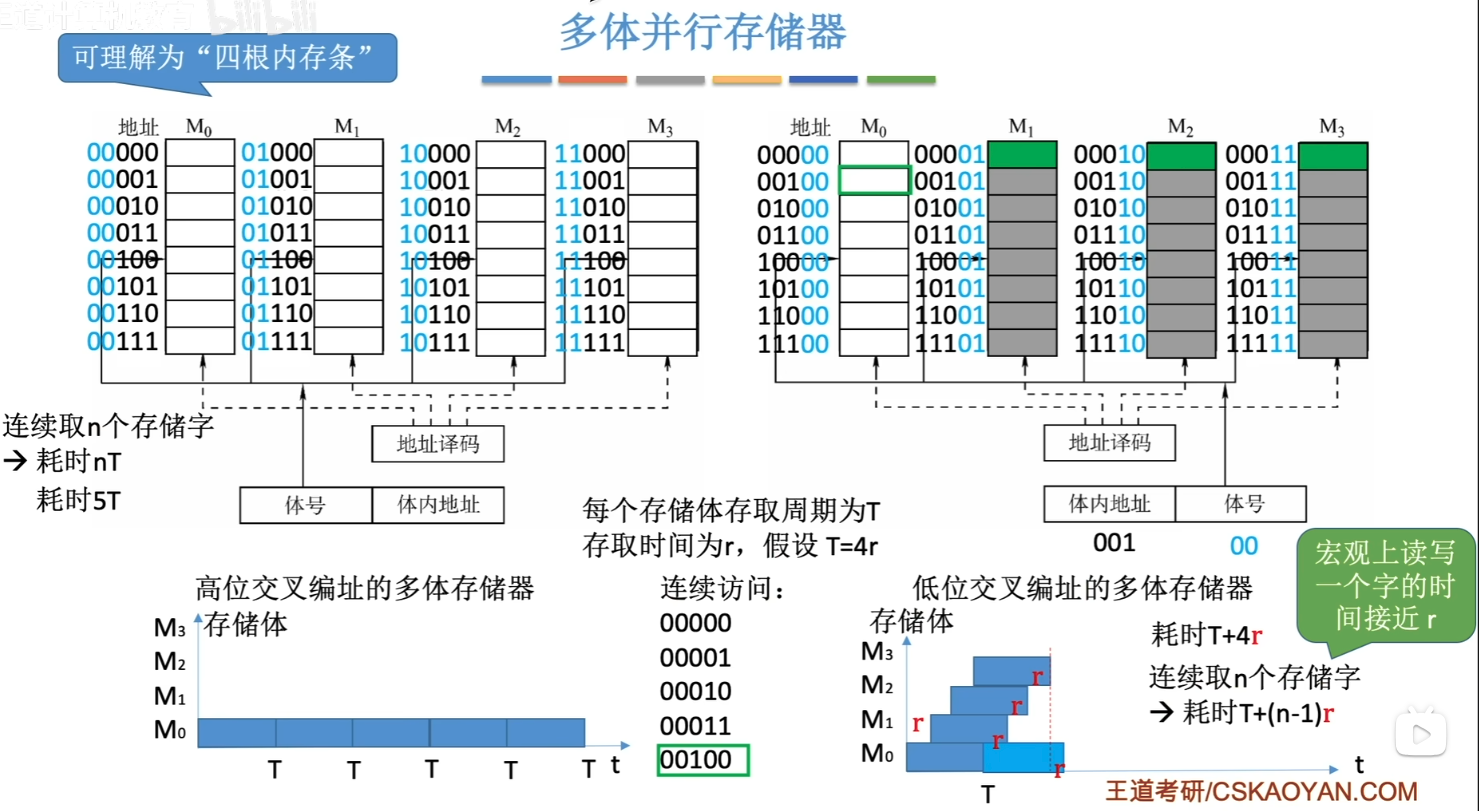 多体并行存储器
可理解为“四根内存条”
地址 M0 M1 M2 M3
00000 01000 10000 11000
00001 01001 10001 11001
00010 01010 10010 11010
00011 01011 10011 11011
00100 01100 10100 11100
00101 01101 10101 11101
00110 01110 10110 11110
00111 01111 10111 11111
地址译码
体号 体内地址
连续取n个存储字
→ 耗时nT
耗时5T
地址 M0 M1 M2 M3
00000 00001 00010 00011
00100 00101 00110 00111
01000 01001 01010 01011
01100 01101 01110 01111
10000 10001 10010 10011
10100 10101 10110 10111
11000 11001 11010 11011
11100 11101 11110 11111
地址译码
体内地址 体号
001 00
每个存储体存取周期为T
存取时间为r，假设 T=4r
高位交叉编址的多体存储器
存储体
M3
M2
M1
M0
T T T T T t
连续访问：
00000
00001
00010
00011
00100
低位交叉编址的多体存储器
存储体
M3 r
M2 r
M1 r r
M0 r
T t
耗时T+4r
连续取n个存储字
→ 耗时T+(n-1)r
宏观上读写
一个字的时
间接近 r
王道考研/CSKAOYAN.COM